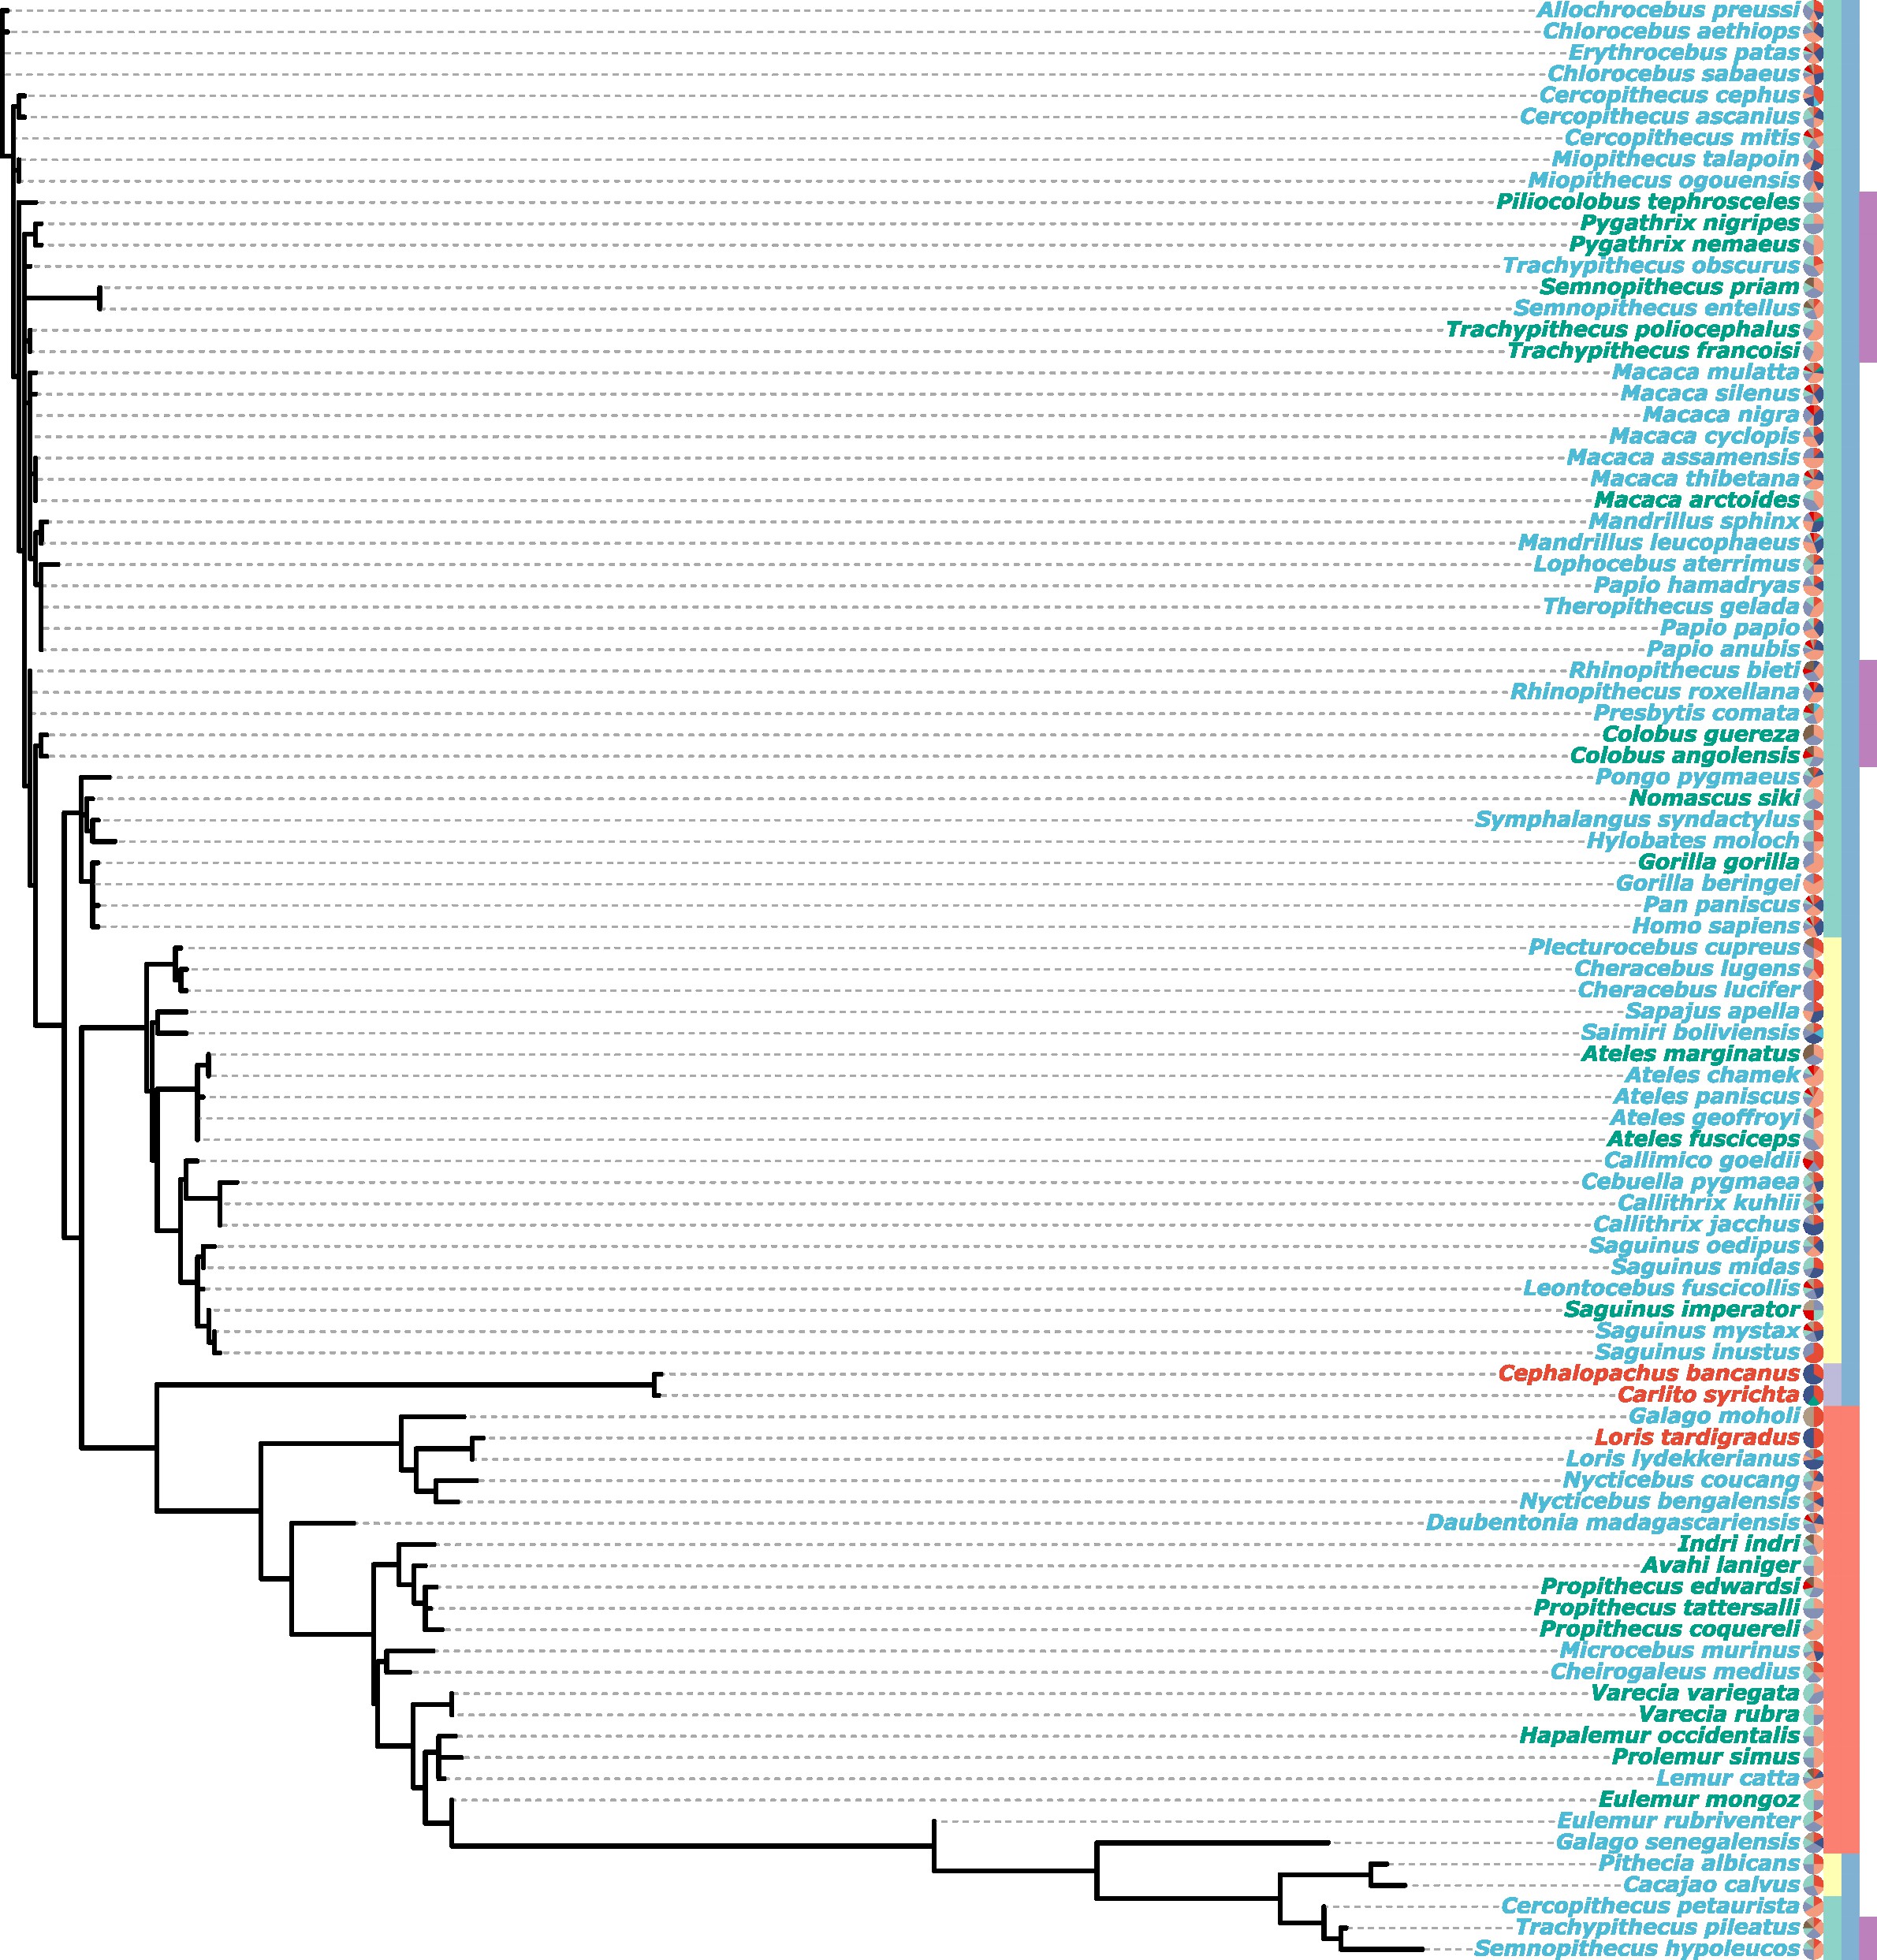 Allochrocebus preussi
Chlorocebus aethiops
Erythrocebus patas
Chlorocebus sabaeus
Cercopithecus cephus
Cercopithecus ascanius
Cercopithecus mitis
Miopithecus talapoin
Miopithecus ogouensis
Piliocolobus tephrosceles
Pygathrix nigripes
Pygathrix nemaeus
Trachypithecus obscurus
Semnopithecus priam
Semnopithecus entellus
Trachypithecus poliocephalus
Trachypithecus francoisi
Macaca mulatta
Macaca silenus
Macaca nigra
Macaca cyclopis
Macaca assamensis
Macaca thibetana
Macaca arctoides
Mandrillus sphinx
Mandrillus leucophaeus
Lophocebus aterrimus
Papio hamadryas
Theropithecus gelada
Papio papio
Papio anubis
Rhinopithecus bieti
Rhinopithecus roxellana
Presbytis comata
Colobus guereza
Colobus angolensis
Pongo pygmaeus
Nomascus siki
Symphalangus syndactylus
Hylobates moloch
Gorilla gorilla
Gorilla beringei
Pan paniscus
Homo sapiens
Plecturocebus cupreus
Cheracebus lugens
Cheracebus lucifer
Sapajus apella
Saimiri boliviensis
Ateles marginatus
Ateles chamek
Ateles paniscus
Ateles geoffroyi
Ateles fusciceps
Callimico goeldii
Cebuella pygmaea
Callithrix kuhlii
Callithrix jacchus
Saguinus oedipus
Saguinus midas
Leontocebus fuscicollis
Saguinus imperator
Saguinus mystax
Saguinus inustus
Cephalopachus bancanus
Carlito syrichta
Galago moholi
Loris tardigradus
Loris lydekkerianus
Nycticebus coucang
Nycticebus bengalensis
Daubentonia madagascariensis
Indri indri
Avahi laniger
Propithecus edwardsi
Propithecus tattersalli
Propithecus coquereli
Microcebus murinus
Cheirogaleus medius
Varecia variegata
Varecia rubra
Hapalemur occidentalis
Prolemur simus
Lemur catta
Eulemur mongoz
Eulemur rubriventer
Galago senegalensis
Pithecia albicans
Cacajao calvus
Cercopithecus petaurista
Trachypithecus pileatus
Semnopithecus hypoleucos